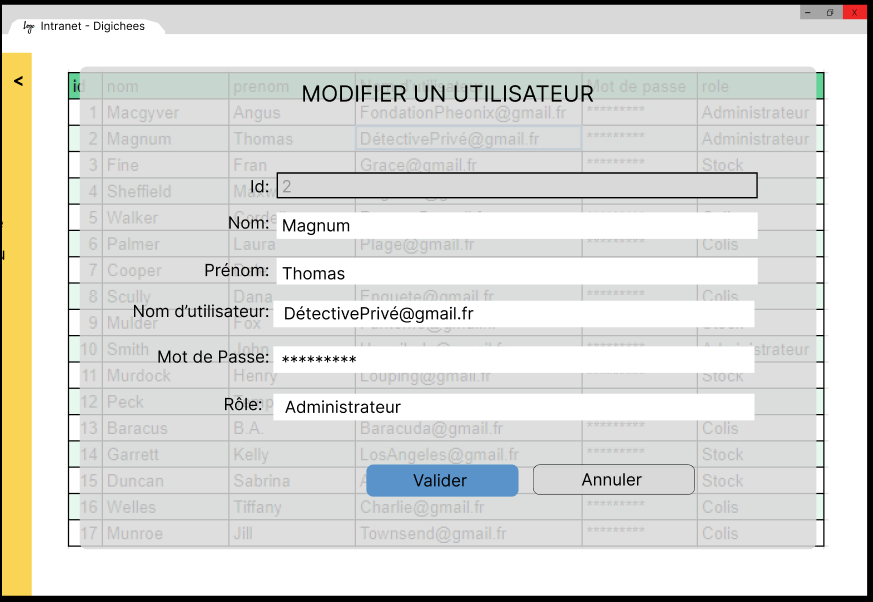 logo Intranet - Digichees
- X
<
id nom prenom Mot de passe role
MODIFIER UN UTILISATEUR
1 Macgyver Angus FondationPheonix@gmail.fr ********* Administrateur
2 Magnum Thomas DétectivePrivé@gmail.fr ********* Administrateur
3 Fine Fran Grace@gmail.fr ********* Stock
4 Sheffield
Id: 2
5 Walker
Nom: Magnum
6 Palmer Laura Plage@gmail.fr ********* Colis
7 Cooper
Prénom: Thomas
8 Scully Dana Enquete@gmail.fr ********* Colis
Nom d’utilisateur: DétectivePrivé@gmail.fr
9 Mulder Fox
10 Smith John
Mot de Passe: *********
11 Murdock Henry Louping@gmail.fr ********* Stock
12 Peck
Rôle: Administrateur
13 Baracus B.A. Baracuda@gmail.fr ********* Colis
14 Garrett Kelly LosAngeles@gmail.fr ********* Stock
15 Duncan Sabrina Stock
Valider Annuler
16 Welles Tiffany Charlie@gmail.fr ********* Colis
17 Munroe Jill Townsend@gmail.fr ********* Colis